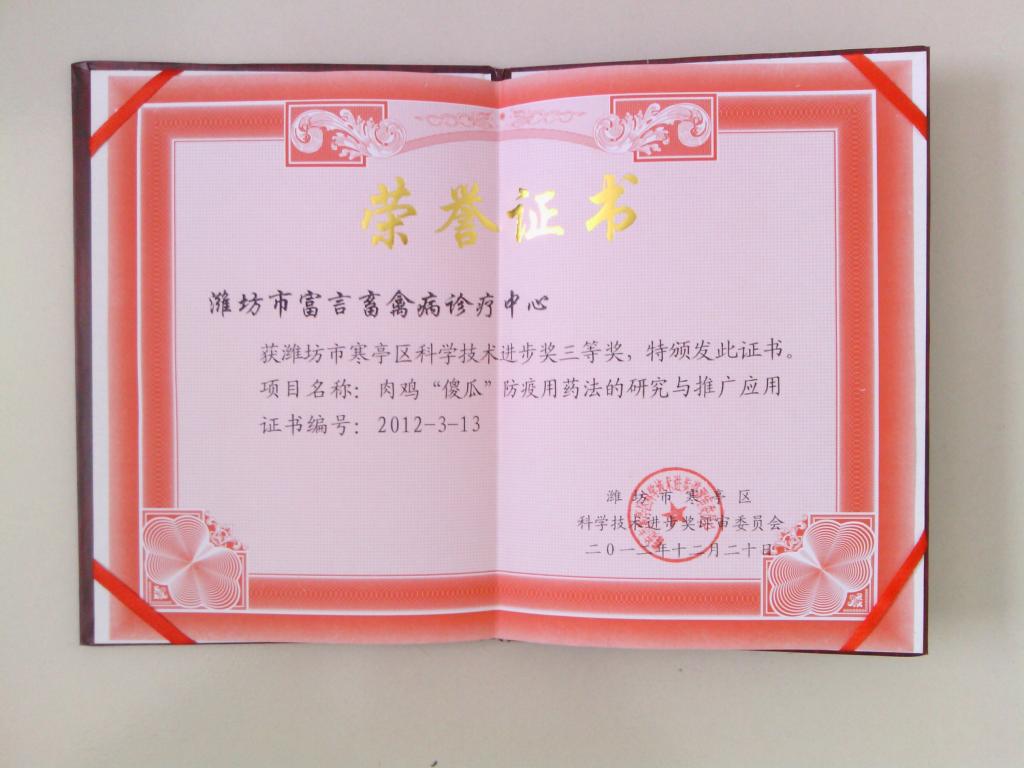 荣誉证书
潍坊市富言畜禽病诊疗中心
获潍坊市寒亭区科学技术进步奖三等奖，特颁发此证书。
项目名称：肉鸡“傻瓜”防疫用药法的研究与推广应用
证书编号：2012-3-13
潍坊市寒亭区
科学技术进步奖评审委员会
二0一二年十二月二十日